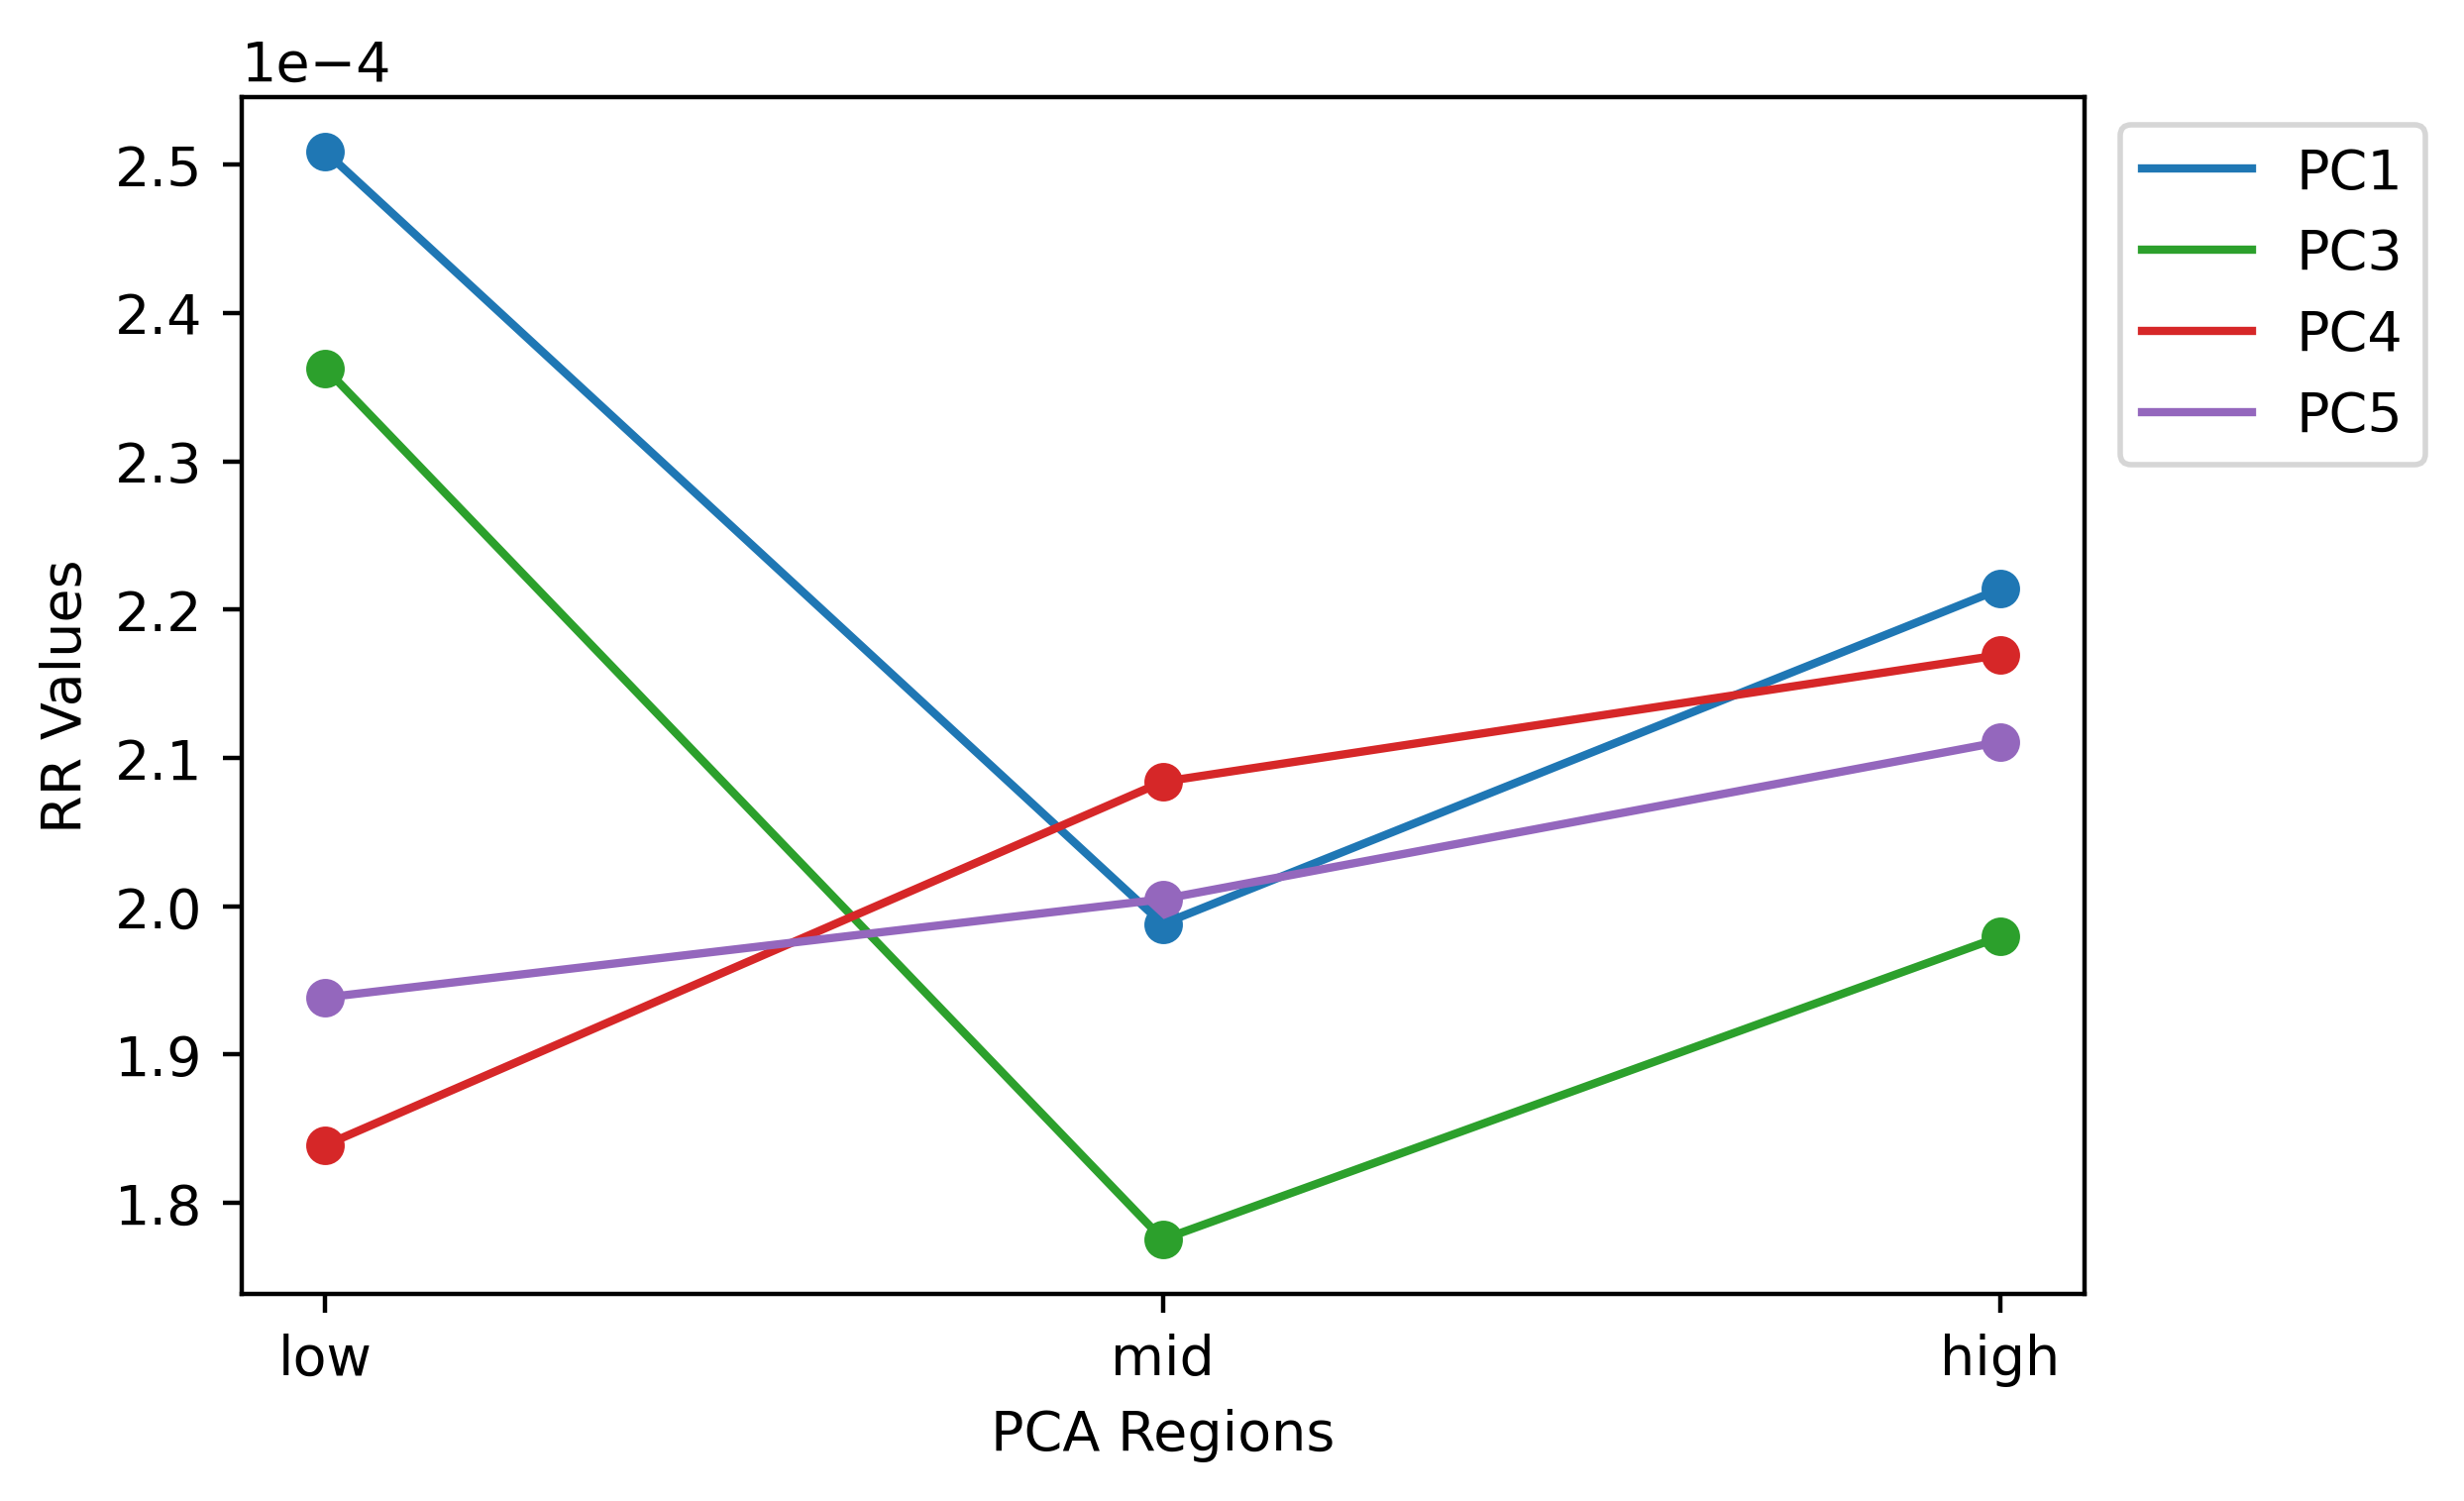 1e−4
2.5
2.4
2.3
2.2
2.1
2.0
1.9
1.8
RR Values
low
mid
high
PCA Regions
PC1
PC3
PC4
PC5